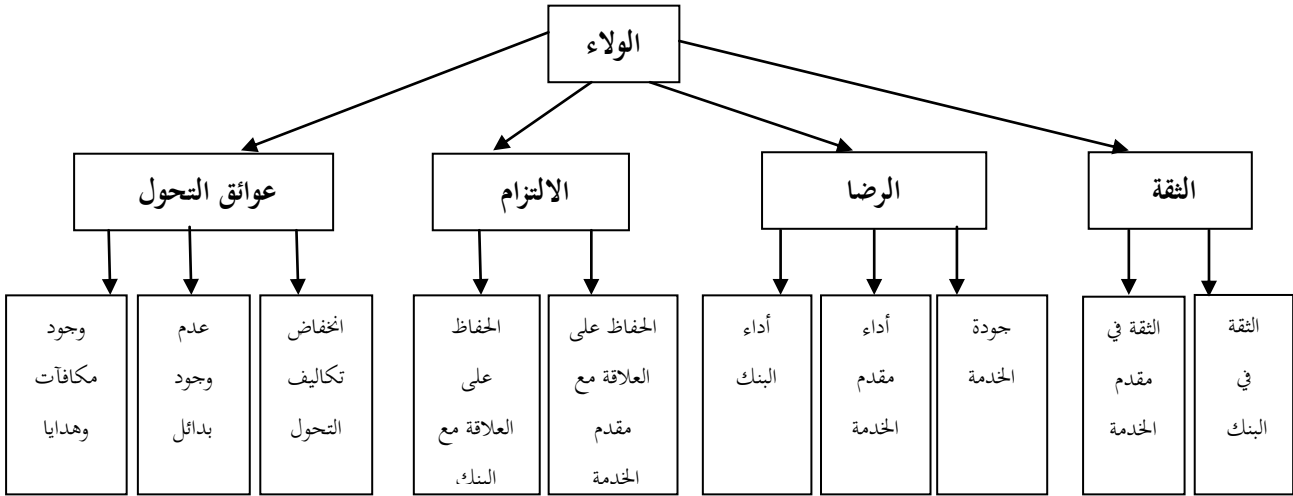 الولاء
الثقة
الرضا
الالتزام
عوائق التحول
الثقة
في
البنك
الثقة في
مقدم
الخدمة
جودة
الخدمة
أداء
مقدم
الخدمة
أداء
البنك
الحفاظ على
العلاقة مع
مقدم
الخدمة
الحفاظ
على
العلاقة مع
البنك
انخفاض
تكاليف
التحول
عدم
وجود
بدائل
وجود
مكافآت
وهدايا